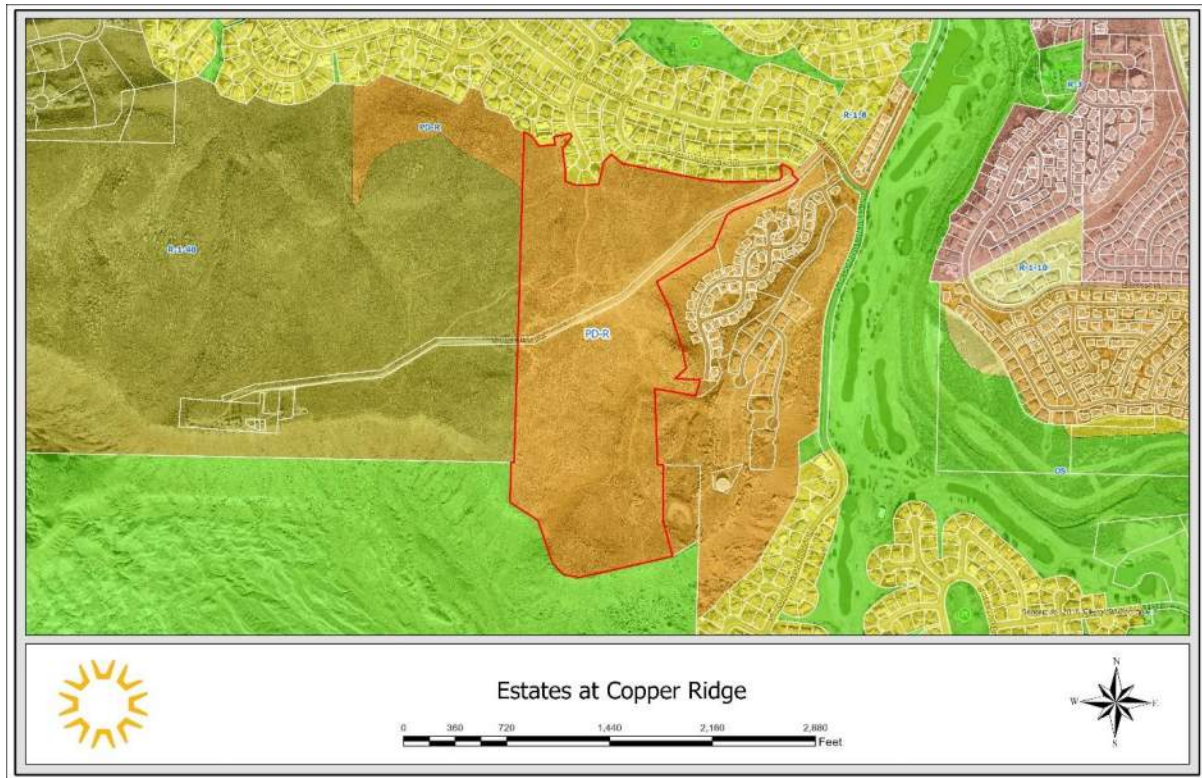 R-3
R-1-8
PD-R
R-1-40
R-1-10
PD-R
OS
Estates at Copper Ridge
0 360 720 1,440 2,160 2,880
Feet
N
W E
S